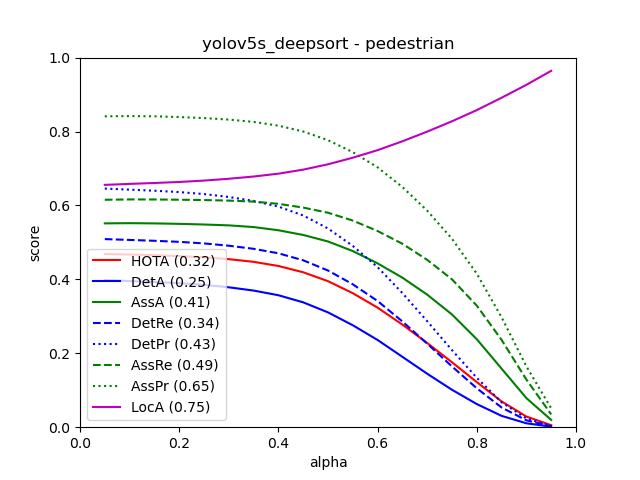 yolov5s_deepsort - pedestrian
score
1.0
0.8
0.6
0.4
0.2
0.0
HOTA (0.32)
DetA (0.25)
AssA (0.41)
DetRe (0.34)
DetPr (0.43)
AssRe (0.49)
AssPr (0.65)
LocA (0.75)
0.0 0.2 0.4 0.6 0.8 1.0
alpha